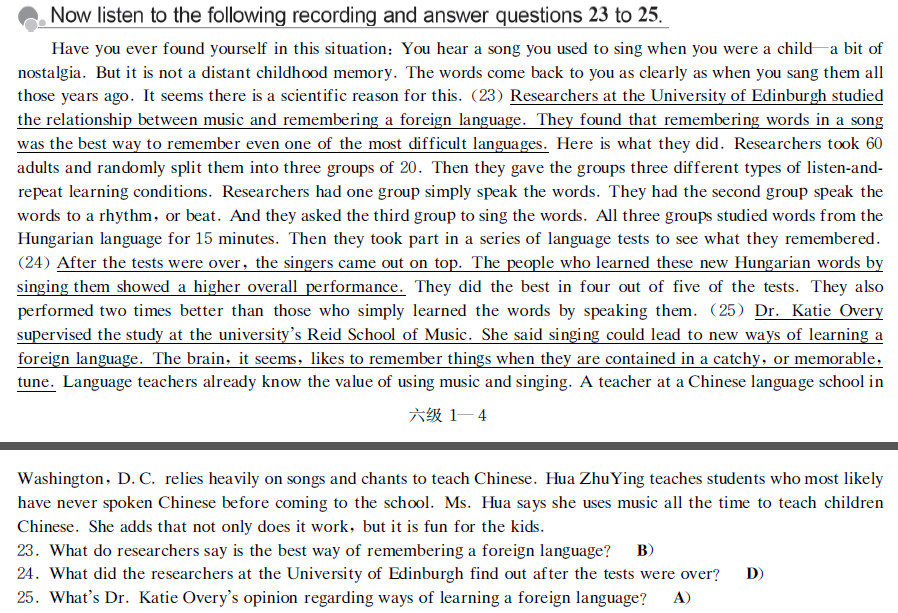 Now listen to the following recording and answer questions 23 to 25.
Have you ever found yourself in this situation: You hear a song you used to sing when you were a child—a bit of
nostalgia. But it is not a distant childhood memory. The words come back to you as clearly as when you sang them all
those years ago. It seems there is a scientific reason for this. (23) Researchers at the University of Edinburgh studied
the relationship between music and remembering a foreign language. They found that remembering words in a song
was the best way to remember even one of the most difficult languages. Here is what they did. Researchers took 60
adults and randomly split them into three groups of 20. Then they gave the groups three different types of listen-and-
repeat learning conditions. Researchers had one group simply speak the words. They had the second group speak the
words to a rhythm, or beat. And they asked the third group to sing the words. All three groups studied words from the
Hungarian language for 15 minutes. Then they took part in a series of language tests to see what they remembered.
(24) After the tests were over, the singers came out on top. The people who learned these new Hungarian words by
singing them showed a higher overall performance. They did the best in four out of five of the tests. They also
performed two times better than those who simply learned the words by speaking them. (25) Dr. Katie Overy
supervised the study at the university's Reid School of Music. She said singing could lead to new ways of learning a
foreign language. The brain, it seems, likes to remember things when they are contained in a catchy, or memorable,
tune. Language teachers already know the value of using music and singing. A teacher at a Chinese language school in
六级 1—4
Washington, D.C. relies heavily on songs and chants to teach Chinese. Hua ZhuYing teaches students who most likely
have never spoken Chinese before coming to the school. Ms. Hua says she uses music all the time to teach children
Chinese. She adds that not only does it work, but it is fun for the kids.
23. What do researchers say is the best way of remembering a foreign language? B)
24. What did the researchers at the University of Edinburgh find out after the tests were over? D)
25. What's Dr. Katie Overy's opinion regarding ways of learning a foreign language? A)